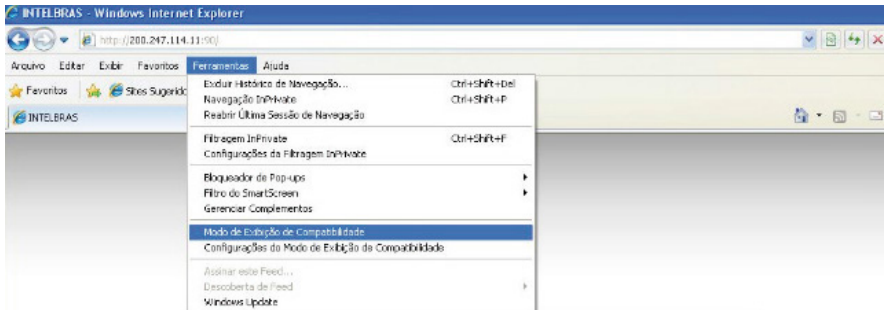 INTELBRAS - Windows Internet Explorer
http://200.247.114.11:90/
Arquivo Editar Exibir Favoritos Ferramentas Ajuda
Favoritos Sites Sugerido
INTELBRAS
Excluir Histórico de Navegação... Ctrl+Shift+Del
Navegação InPrivate Ctrl+Shift+P
Reabrir Última Sessão de Navegação
Filtragem InPrivate Ctrl+Shift+F
Configurações da Filtragem InPrivate
Bloqueador de Pop-ups
Filtro do SmartScreen
Gerenciar Complementos
Modo de Exibição de Compatibilidade
Configurações do Modo de Exibição de Compatibilidade
Assinar este Feed...
Descoberta de Feed
Windows Update